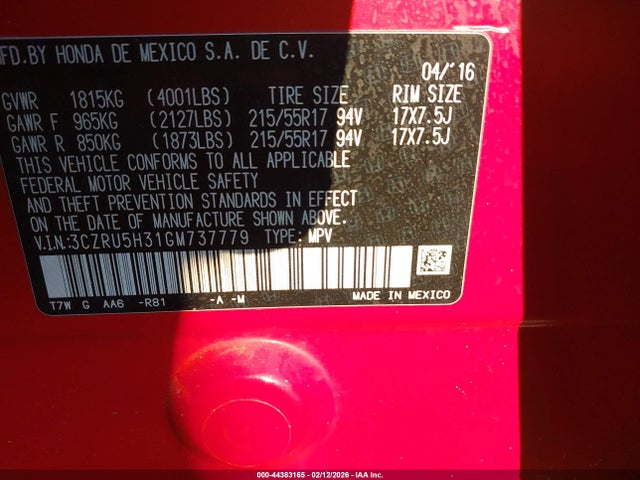 MFD.BY HONDA DE MEXICO S.A. DE C.V.
04/'16
GVWR 1815KG (4001LBS) TIRE SIZE RIM SIZE
GAWR F 965KG (2127LBS) 215/55R17 94V 17X7.5J
GAWR R 850KG (1873LBS) 215/55R17 94V 17X7.5J
THIS VEHICLE CONFORMS TO ALL APPLICABLE
FEDERAL MOTOR VEHICLE SAFETY
AND THEFT PREVENTION STANDARDS IN EFFECT
ON THE DATE OF MANUFACTURE SHOWN ABOVE.
V.IN:3CZRU5H31GM737779 TYPE: MPV
T7W G AA6 -R81 -A -M
MADE IN MEXICO
000-44383165 - 02/12/2026 - IAA Inc.